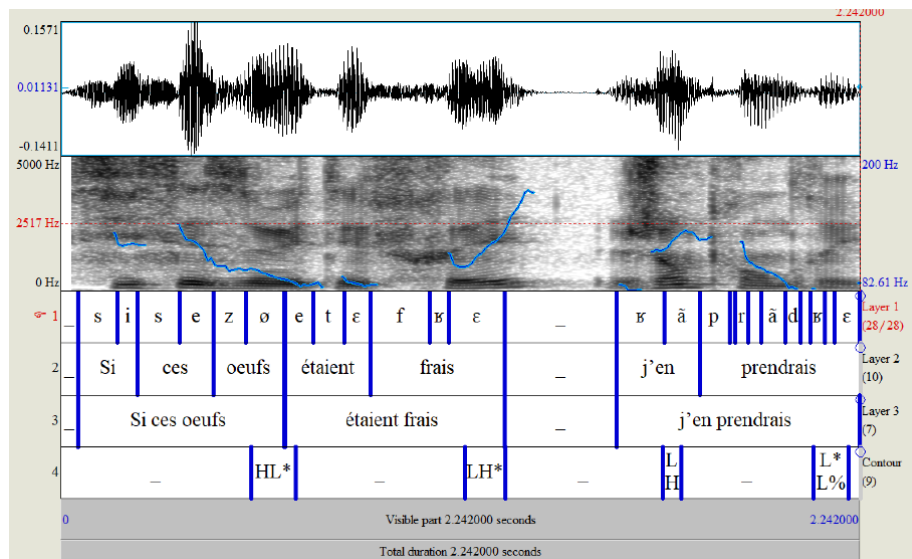 2.242000
0.1571
0.01131
-0.1411
5000 Hz 200 Hz
2517 Hz
0 Hz 82.61 Hz
☞ 1 _ s i s e z ø e t ɛ f ʁ ɛ _ ʁ ã p r ã d ʁ ɛ Layer 1 (28/28)
2 _ Si ces oeufs étaient frais _ j'en prendrais Layer 2 (10)
3 _ Si ces oeufs étaient frais _ j'en prendrais Layer 3 (7)
4 _ HL* _ LH* _ L H _ L* L% Contour (9)
0 Visible part 2.242000 seconds 2.242000
Total duration 2.242000 seconds